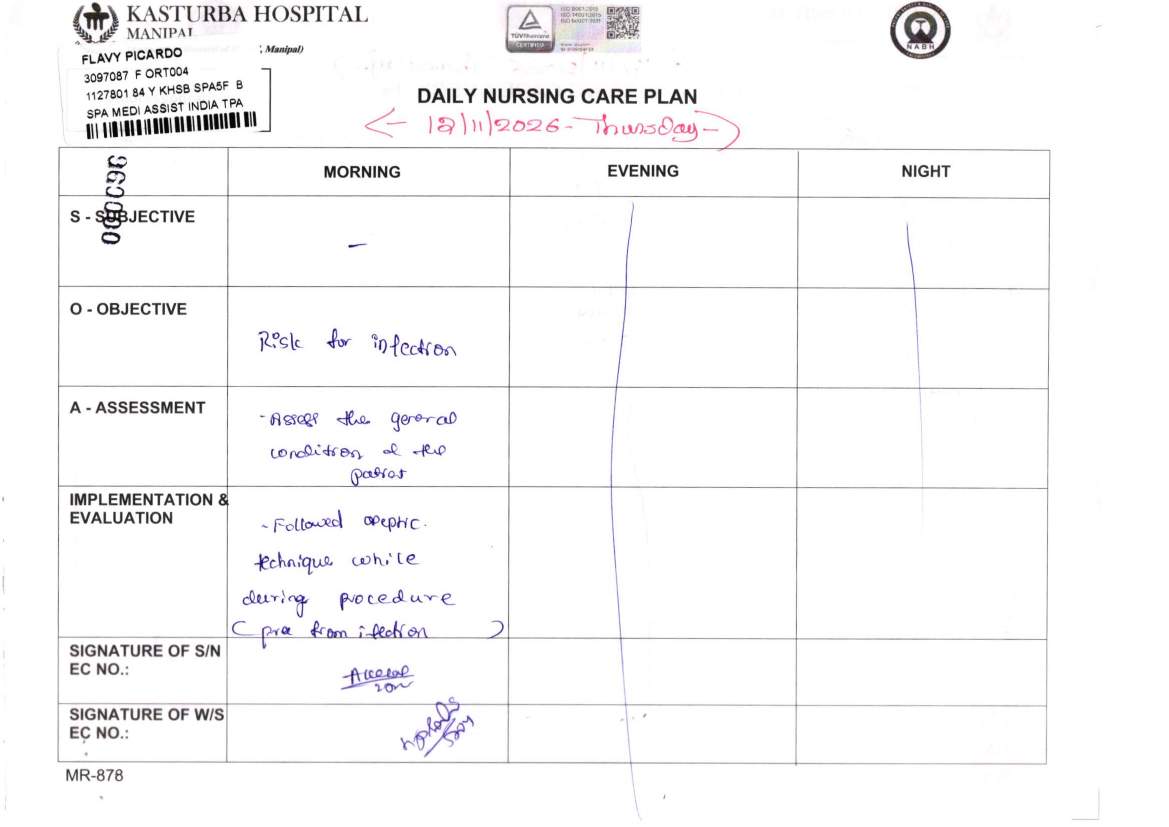 KASTURBA HOSPITAL
MANIPAL
, Manipal)
FLAVY PICARDO
3097087 F ORT004
1127801 84 Y KHSB SPA5F B
SPA MEDI ASSIST INDIA TPA
TÜVRheinland
CERTIFIED
NABH
DAILY NURSING CARE PLAN
12/11/2026 - Thursday -
MORNING EVENING NIGHT
S - SUBJECTIVE
-
O - OBJECTIVE
Risk for infection
A - ASSESSMENT
- Assess the general
condition of the
IMPLEMENTATION &
EVALUATION
- Followed
technique while
during procedure
( from infection )
SIGNATURE OF S/N
EC NO.:
SIGNATURE OF W/S
EC NO.:
MR-878